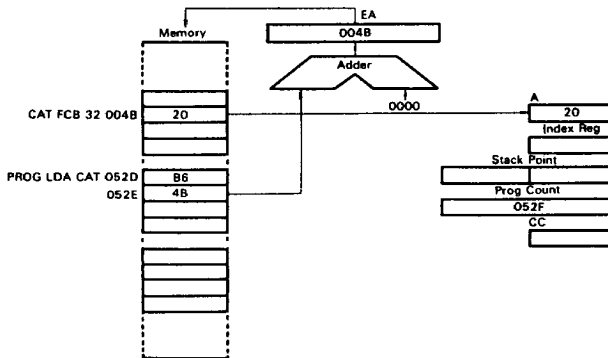 EA
Memory
004B
Adder
0000
A
CAT FCB 32 004B
20
20
Index Reg
Stack Point
PROG LDA CAT 052D
B6
Prog Count
052E
4B
052F
CC